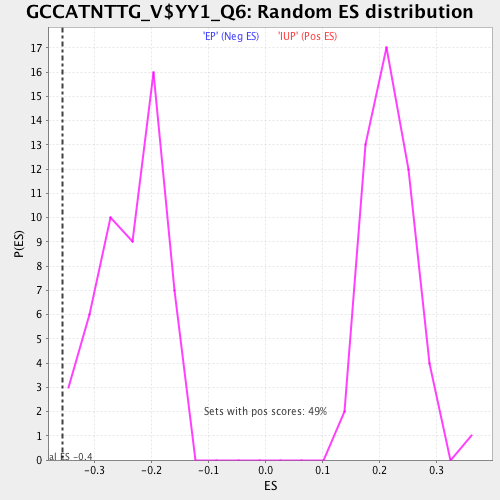 GCCATNTTG_V$YY1_Q6: Random ES distribution
'EP' (Neg ES) 'IUP' (Pos ES)
17
16
15
14
13
12
11
10
9
8
7
6
5
4
3
2
1
0
P(ES)
Sets with pos scores: 49%
al ES -0.4
-0.3 -0.2 -0.1 0.0 0.1 0.2 0.3
ES